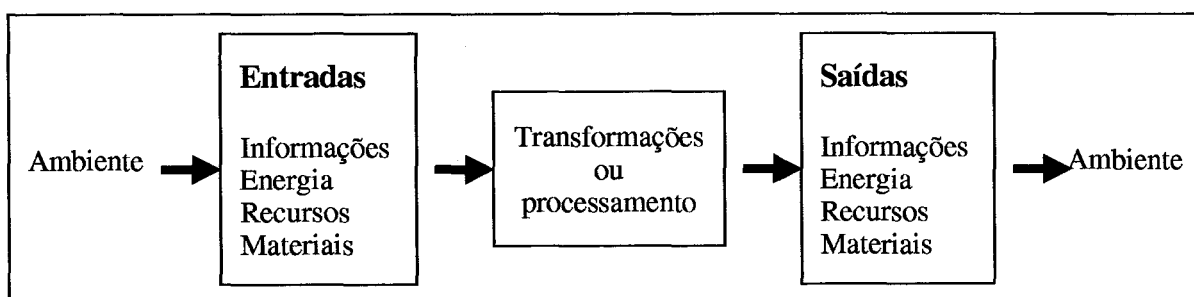 Ambiente
Entradas
Informações
Energia
Recursos
Materiais
Transformações
ou
processamento
Saídas
Informações
Energia
Recursos
Materiais
Ambiente